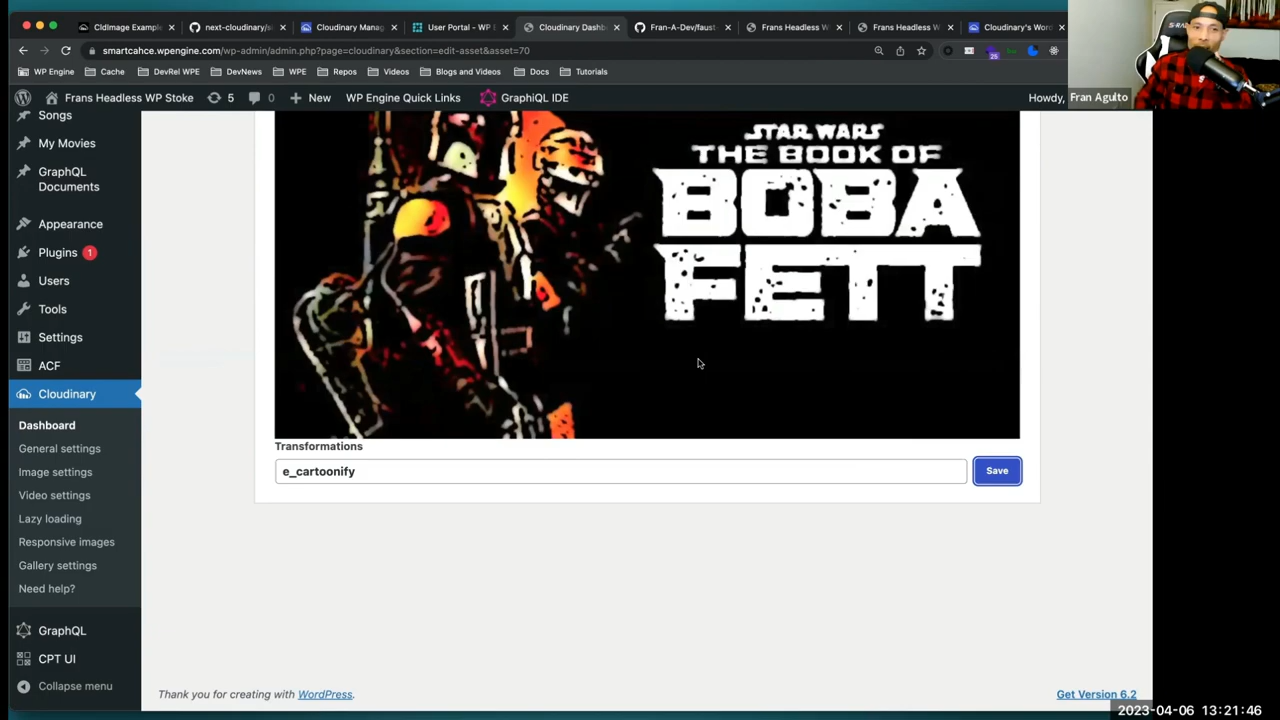 CldImage Example
next-cloudinary/sl
Cloudinary Manag
User Portal - WP E
Cloudinary Dashb
Fran-A-Dev/faust
Frans Headless W
Frans Headless W
Cloudinary's Word
smartcahce.wpengine.com/wp-admin/admin.php?page=cloudinary&section=edit-asset&asset=70
25
WP Engine
Cache
DevRel WPE
DevNews
WPE
Repos
Videos
Blogs and Videos
Docs
Tutorials
Frans Headless WP Stoke
5
0
New
WP Engine Quick Links
GraphiQL IDE
Howdy,
Fran Agulto
Songs
My Movies
GraphQL
Documents
Appearance
Plugins 1
Users
Tools
Settings
ACF
Cloudinary
Dashboard
General settings
Image settings
Video settings
Lazy loading
Responsive images
Gallery settings
Need help?
GraphQL
CPT UI
Collapse menu
STAR WARS
THE BOOK OF
BOBA
FETT
Transformations
e_cartoonify
Save
Thank you for creating with WordPress.
Get Version 6.2
2023-04-06 13:21:46